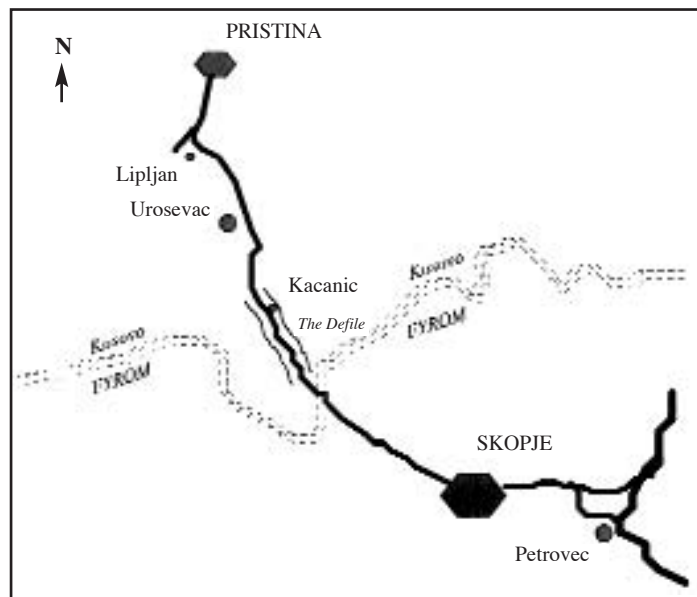 PRISTINA
N
Lipljan
Urosevac
Kosovo
Kacanic
The Defile
FYROM
Kosovo
FYROM
SKOPJE
Petrovec